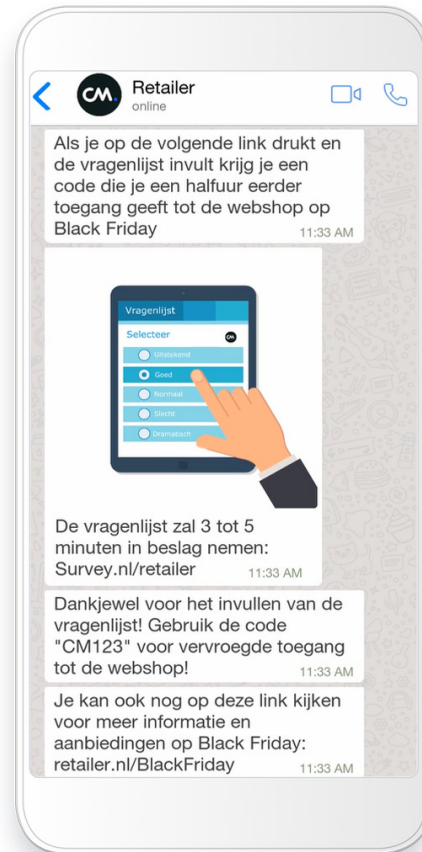 CM.
Retailer
online
Als je op de volgende link drukt en
de vragenlijst invult krijg je een
code die je een halfuur eerder
toegang geeft tot de webshop op
Black Friday
11:33 AM
Vragenlijst
Selecteer
CM
Uitstekend
Goed
Normaal
Slecht
Dramatisch
De vragenlijst zal 3 tot 5
minuten in beslag nemen:
Survey.nl/retailer
11:33 AM
Dankjewel voor het invullen van de
vragenlijst! Gebruik de code
"CM123" voor vervroegde toegang
tot de webshop!
11:33 AM
Je kan ook nog op deze link kijken
voor meer informatie en
aanbiedingen op Black Friday:
retailer.nl/BlackFriday
11:33 AM